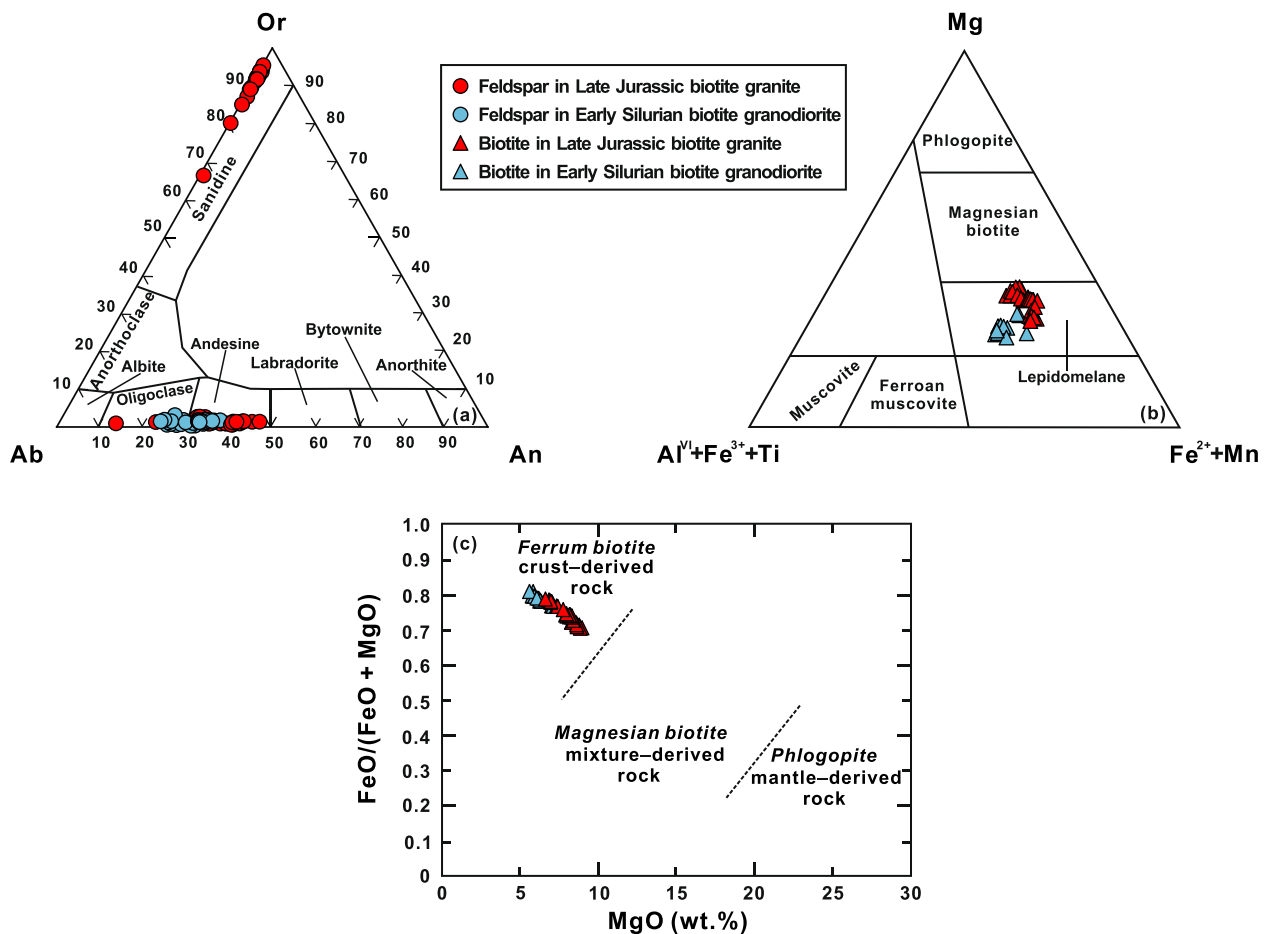 Or
Mg
Feldspar in Late Jurassic biotite granite
Feldspar in Early Silurian biotite granodiorite
Biotite in Late Jurassic biotite granite
Biotite in Early Silurian biotite granodiorite
90
80
70
60
50
40
30
20
10
90
80
70
60
50
40
30
20
10
Sanidine
Anorthoclase
Albite
Oligoclase
Andesine
Labradorite
Bytownite
Anorthite
(a)
10 20 30 40 50 60 70 80 90
Ab
An
Phlogopite
Magnesian
biotite
Lepidomelane
Muscovite
Ferroan
muscovite
(b)
Alⱽᴵ+Fe³⁺+Ti
Fe²⁺+Mn
(c)
Ferrum biotite
crust–derived
rock
Magnesian biotite
mixture–derived
rock
Phlogopite
mantle–derived
rock
FeO/(FeO + MgO)
1.0
0.9
0.8
0.7
0.6
0.5
0.4
0.3
0.2
0.1
0
0 5 10 15 20 25 30
MgO (wt.%)